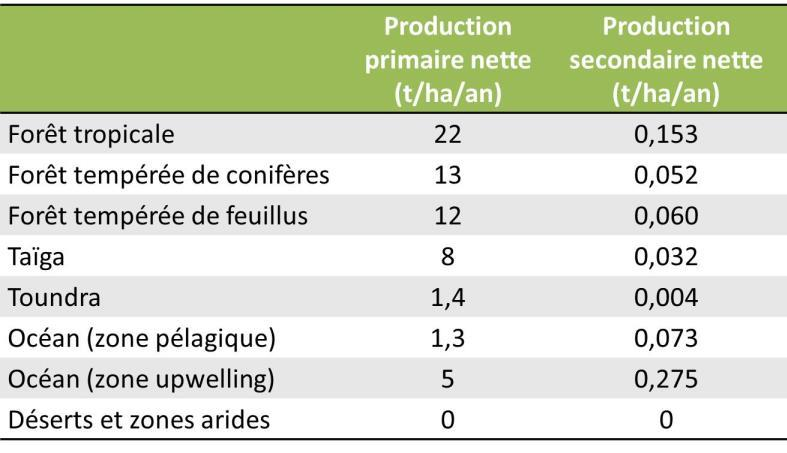 Production primaire nette (t/ha/an) Production secondaire nette (t/ha/an)
Forêt tropicale 22 0,153
Forêt tempérée de conifères 13 0,052
Forêt tempérée de feuillus 12 0,060
Taïga 8 0,032
Toundra 1,4 0,004
Océan (zone pélagique) 1,3 0,073
Océan (zone upwelling) 5 0,275
Déserts et zones arides 0 0